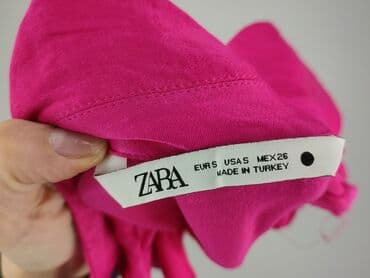 ZARA
EUR S USA S MEX 26
MADE IN TURKEY